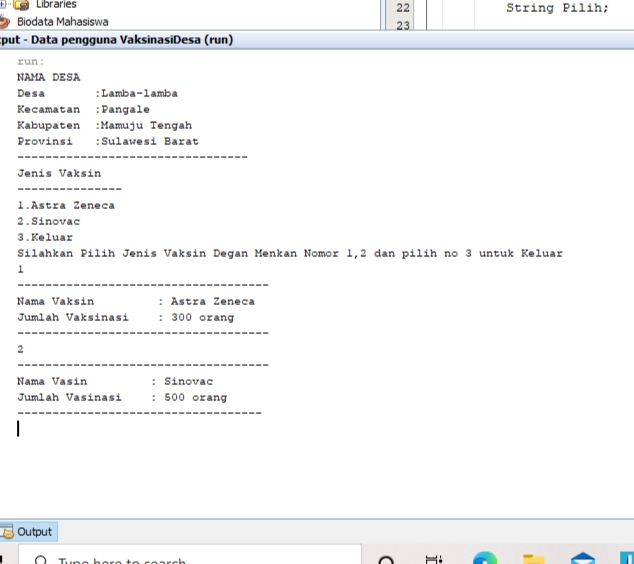 Libraries
Biodata Mahasiswa
22 String Pilih;
23
put - Data pengguna VaksinasiDesa (run)
run:
NAMA DESA
Desa :Lamba-lamba
Kecamatan :Pangale
Kabupaten :Mamuju Tengah
Provinsi :Sulawesi Barat
---------------------------------
Jenis Vaksin
---------------
1.Astra Zeneca
2.Sinovac
3.Keluar
Silahkan Pilih Jenis Vaksin Degan Menkan Nomor 1,2 dan pilih no 3 untuk Keluar
1
------------------------------------
Nama Vaksin : Astra Zeneca
Jumlah Vaksinasi : 300 orang
------------------------------------
2
------------------------------------
Nama Vasin : Sinovac
Jumlah Vasinasi : 500 orang
-----------------------------------
Output
Type here to search